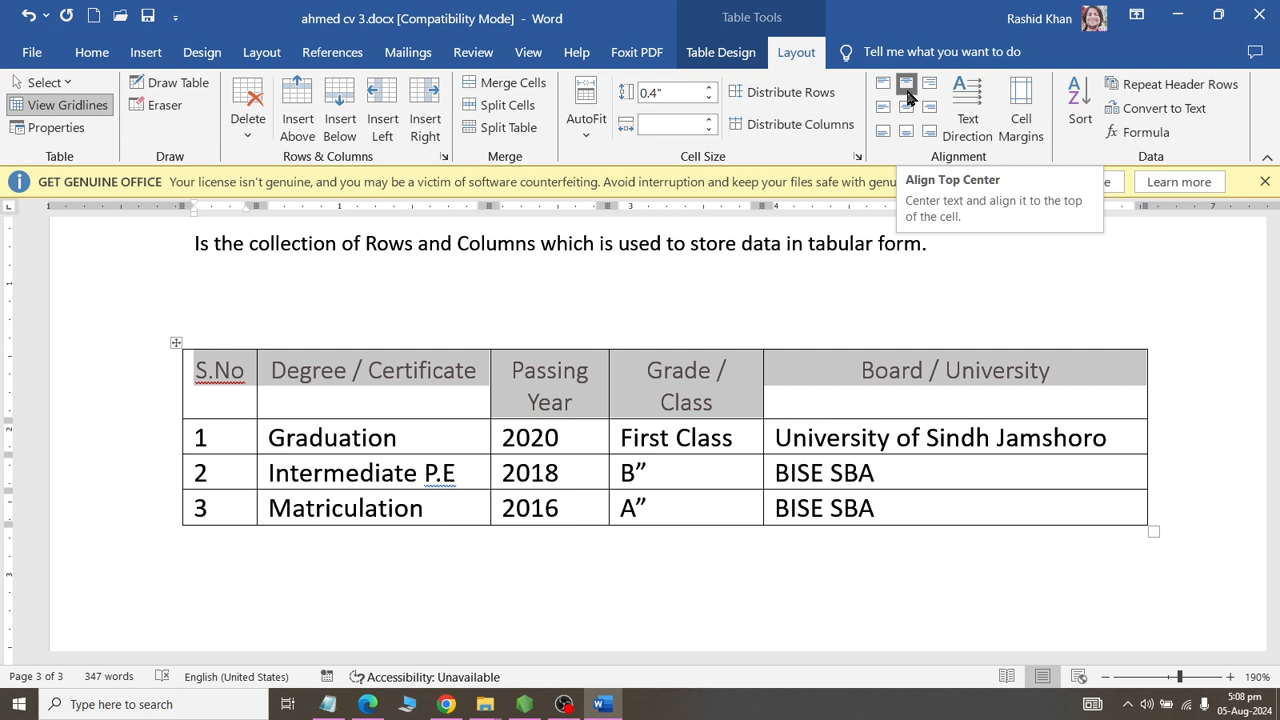 ahmed cv 3.docx [Compatibility Mode] - Word
Table Tools
Rashid Khan
File Home Insert Design Layout References Mailings Review View Help Foxit PDF Table Design Layout Tell me what you want to do
Select
View Gridlines
Properties
Table
Draw Table
Eraser
Draw
Delete
Insert Above
Insert Below
Insert Left
Insert Right
Rows & Columns
Merge Cells
Split Cells
Split Table
Merge
AutoFit
0.4"
Distribute Rows
Distribute Columns
Cell Size
Text Direction
Cell Margins
Alignment
Sort
Repeat Header Rows
Convert to Text
fx Formula
Data
GET GENUINE OFFICE Your license isn't genuine, and you may be a victim of software counterfeiting. Avoid interruption and keep your files safe with genu
e
Learn more
Align Top Center
Center text and align it to the top
of the cell.
1 1 3 4 7
Is the collection of Rows and Columns which is used to store data in tabular form.
S.No Degree / Certificate Passing Grade / Board / University
Year Class
1 Graduation 2020 First Class University of Sindh Jamshoro
2 Intermediate P.E 2018 B” BISE SBA
3 Matriculation 2016 A” BISE SBA
1
2
3
Page 3 of 3 347 words English (United States) Accessibility: Unavailable 190%
Type here to search
5:08 pm
05-Aug-2024